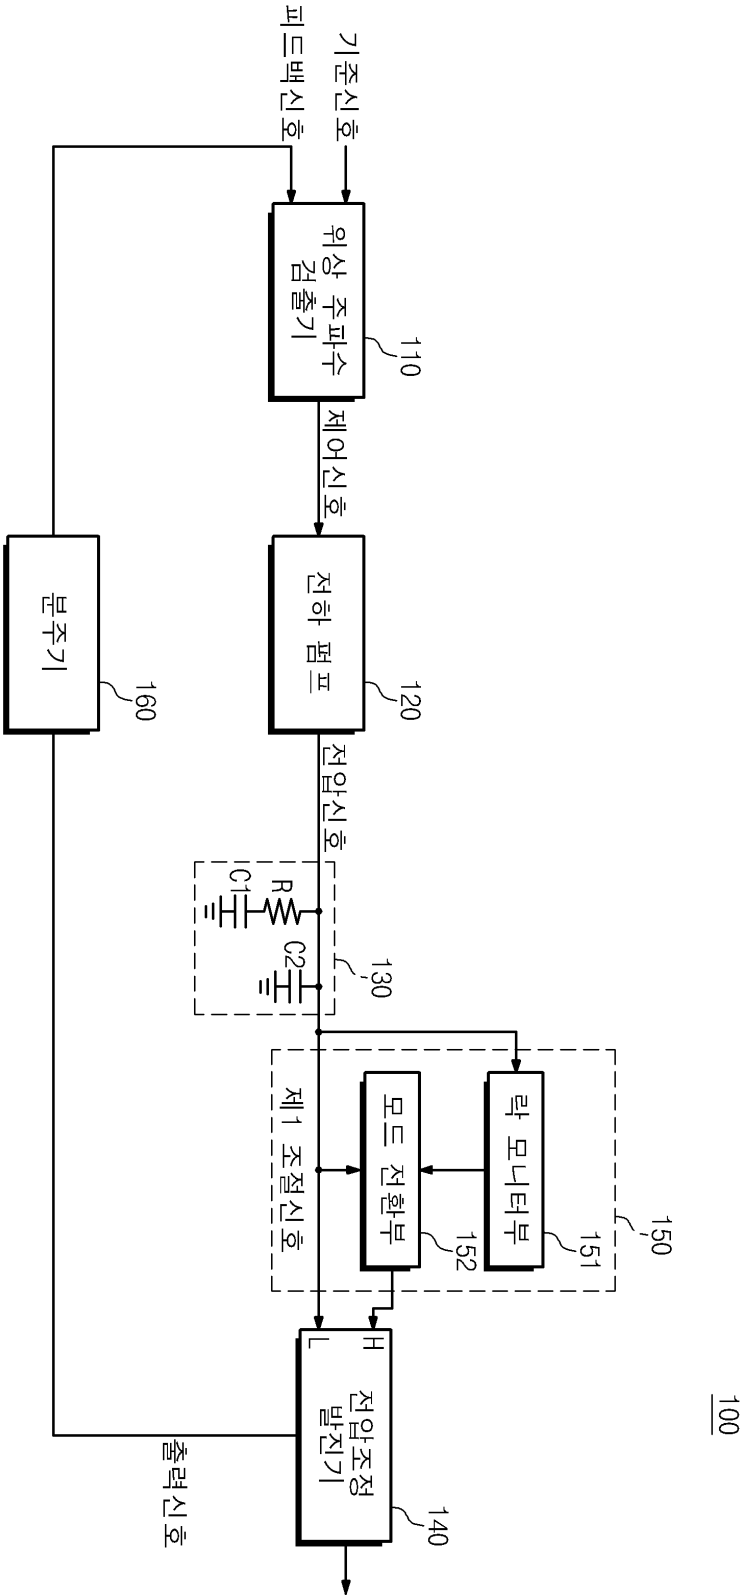 100
기준신호
피드백신호
위상 주파수
검출기
110
제어신호
전하 펌프
120
전압신호
130
R
C1
C2
150
락 모니터부
151
모드 전환부
152
제1 조절신호
H
L
전압조정
발진기
140
출력신호
분주기
160